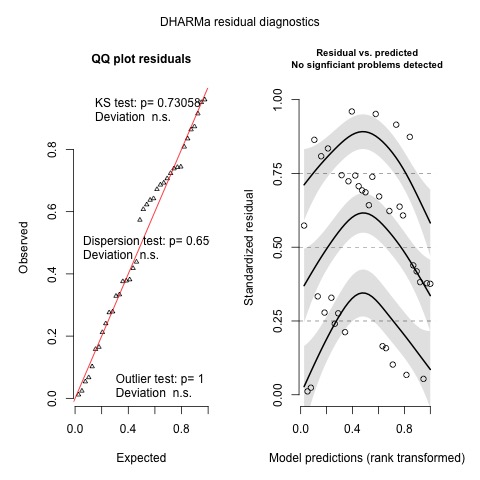 DHARMa residual diagnostics
QQ plot residuals
KS test: p= 0.73058
Deviation n.s.
Dispersion test: p= 0.65
Deviation n.s.
Outlier test: p= 1
Deviation n.s.
Observed
0.0
0.2
0.4
0.6
0.8
0.0
0.4
0.8
Expected
Residual vs. predicted
No signficiant problems detected
Standardized residual
0.00
0.25
0.50
0.75
1.00
0.0
0.4
0.8
Model predictions (rank transformed)